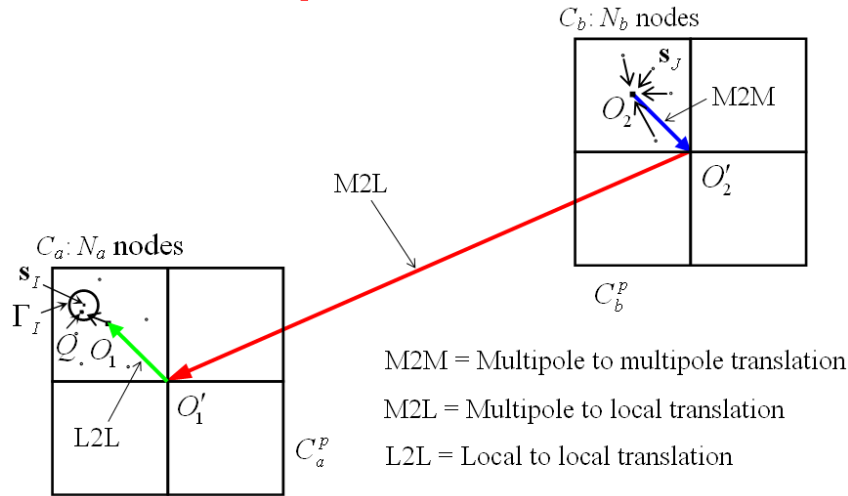 C_b: N_b nodes
s_J
M2M
O_2
O'_2
M2L
C_a: N_a nodes
s_I
C_b^p
Γ_I
Q O_1
M2M = Multipole to multipole translation
O'_1
M2L = Multipole to local translation
L2L
C_a^p
L2L = Local to local translation